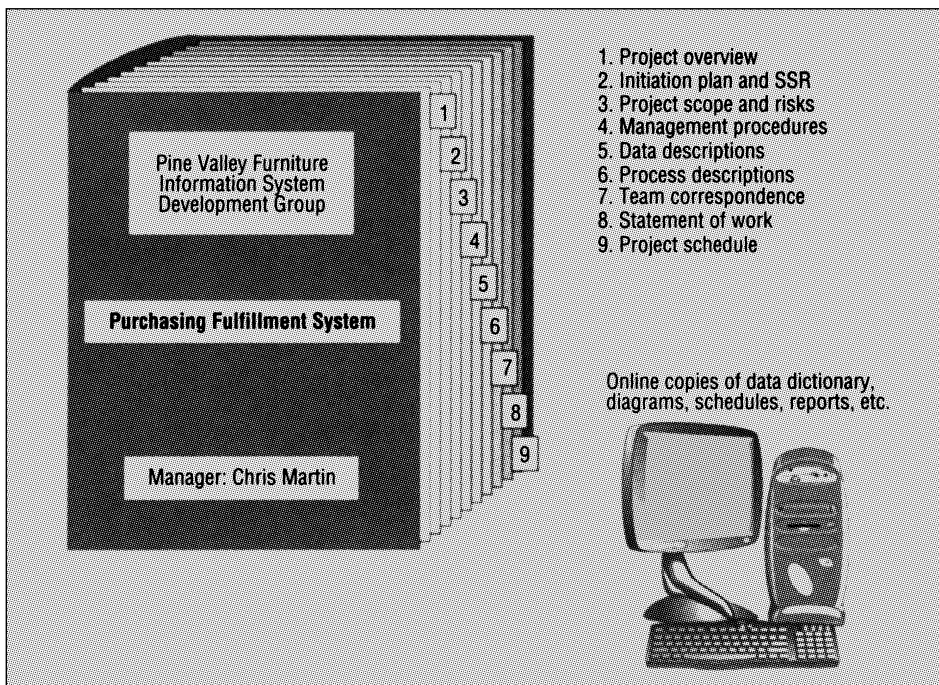 Pine Valley Furniture
Information System
Development Group
Purchasing Fulfillment System
Manager: Chris Martin
1
2
3
4
5
6
7
8
9
1. Project overview
2. Initiation plan and SSR
3. Project scope and risks
4. Management procedures
5. Data descriptions
6. Process descriptions
7. Team correspondence
8. Statement of work
9. Project schedule
Online copies of data dictionary,
diagrams, schedules, reports, etc.